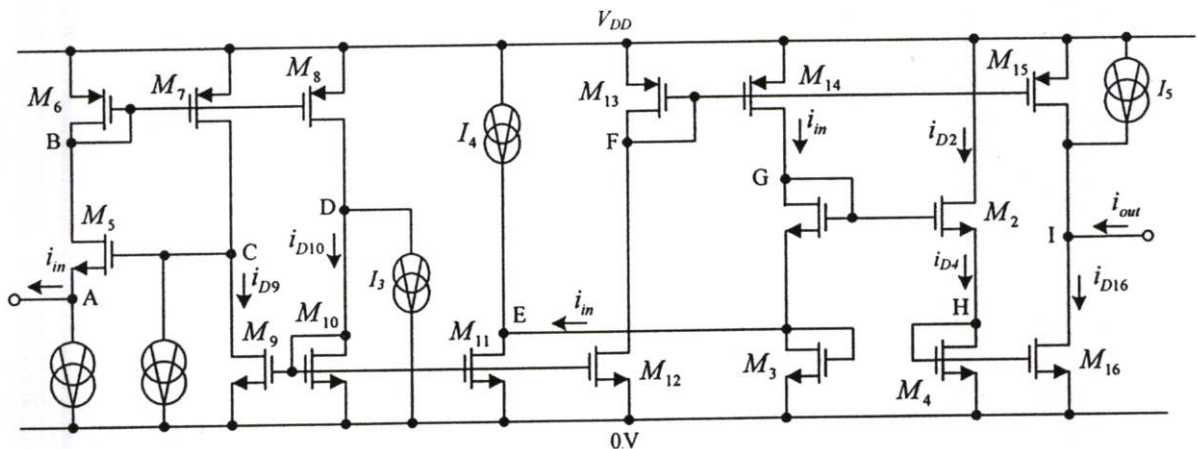 V_DD
M_6
M_7
M_8
M_13
M_14
M_15
I_5
I_4
B
F
i_in
i_D2
G
M_5
D
M_2
i_out
C
i_D10
I_3
I
i_in
A
i_D9
i_D4
i_D16
E
i_in
H
M_9
M_10
M_11
M_12
M_3
M_4
M_16
0.V